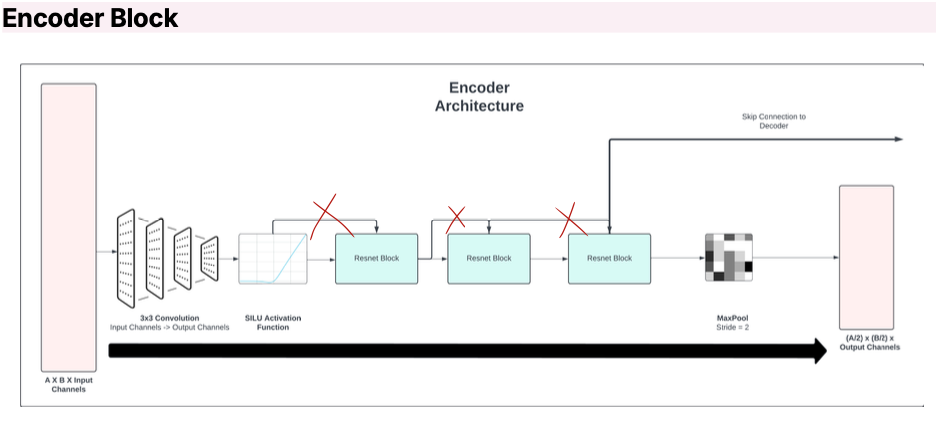 Encoder Block
Encoder
Architecture
Skip Connection to
Decoder
Resnet Block
Resnet Block
Resnet Block
3x3 Convolution
Input Channels -> Output Channels
SILU Activation
Function
MaxPool
Stride = 2
(A/2) x (B/2) x
Output Channels
A X B X Input
Channels